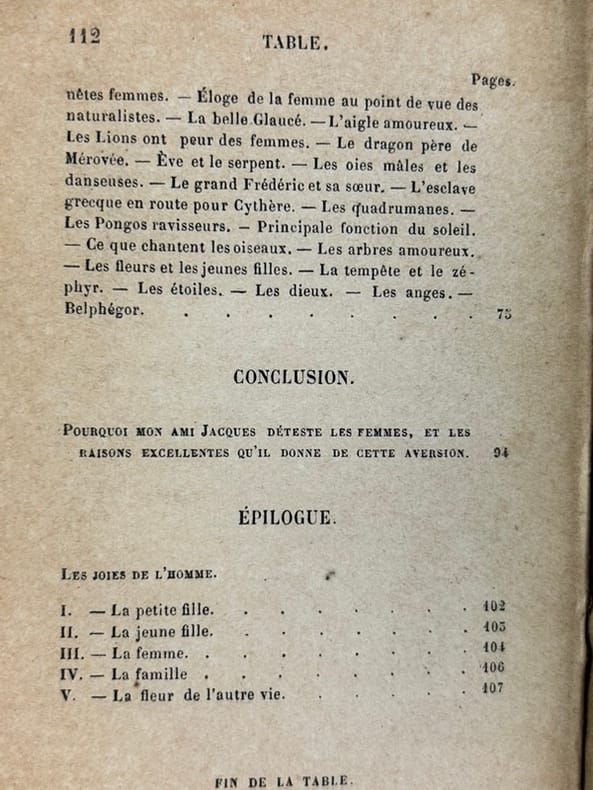 112
TABLE.
Pages.
nêtes femmes. — Éloge de la femme au point de vue des
naturalistes. — La belle Glaucé. — L'aigle amoureux. —
Les Lions ont peur des femmes. — Le dragon père de
Mérovée. — Ève et le serpent. — Les oies mâles et les
danseuses. — Le grand Frédéric et sa sœur. — L'esclave
grecque en route pour Cythère. — Les quadrumanes. —
Les Pongos ravisseurs. — Principale fonction du soleil.
— Ce que chantent les oiseaux. — Les arbres amoureux.
— Les fleurs et les jeunes filles. — La tempête et le zé-
phyr. — Les étoiles. — Les dieux. — Les anges. —
Belphégor. . . . . . . . 75
CONCLUSION.
POURQUOI MON AMI JACQUES DÉTESTE LES FEMMES, ET LES
RAISONS EXCELLENTES QU'IL DONNE DE CETTE AVERSION. 94
ÉPILOGUE.
LES JOIES DE L'HOMME.
I. — La petite fille. . . . . . . 102
II. — La jeune fille. . . . . . . 103
III. — La femme. . . . . . . . 104
IV. — La famille . . . . . . . 106
V. — La fleur de l'autre vie. . . . . . 107
FIN DE LA TABLE.